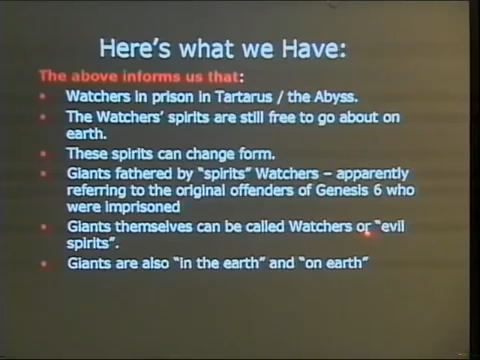 Here's what we Have:
The above informs us that:
Watchers in prison in Tartarus / the Abyss.
The Watchers' spirits are still free to go about on
earth.
These spirits can change form.
Giants fathered by "spirits" Watchers – apparently
referring to the original offenders of Genesis 6 who
were imprisoned
Giants themselves can be called Watchers or "evil
spirits".
Giants are also "in the earth" and "on earth"